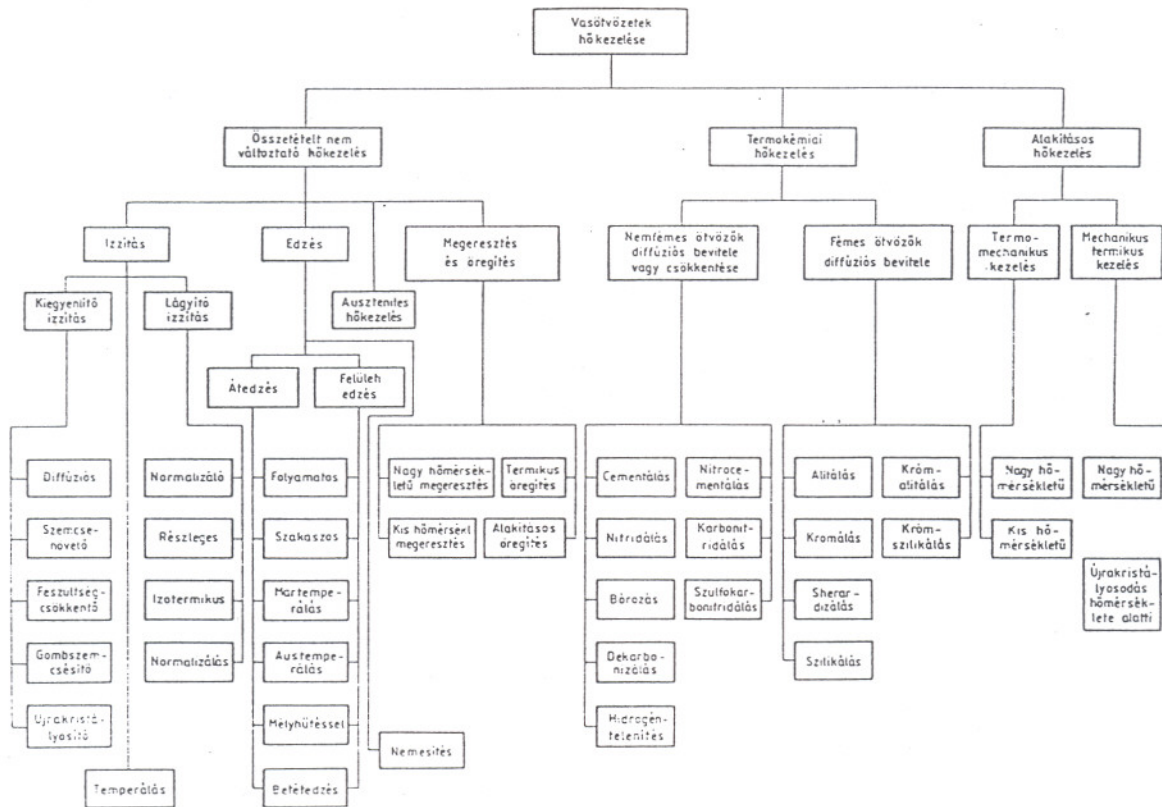 Vasötvözetek
hőkezelése
Összetételt nem
változtató hőkezelés
Termokémiai
hőkezelés
Alakításos
hőkezelés
Izzítás
Edzés
Megeresztés
és öregítés
Nemfémes ötvözők
diffúziós bevitele
vagy csökkentése
Fémes ötvözők
diffúziós bevitele
Termo-
mechanikus
kezelés
Mechanikus
termikus
kezelés
Kiegyenlítő
izzítás
Lágyító
izzítás
Ausztenites
hőkezelés
Átedzés
Felületi
edzés
Diffúziós
Szemcse-
növelő
Feszültség-
csökkentő
Gömbszem-
csésítő
Újrakristá-
lyosító
Temperálás
Normalizáló
Részleges
Izotermikus
Normalizálás
Folyamatos
Szakaszos
Martempe-
rálás
Austempe-
rálás
Mélyhűtéssel
Betétedzés
Nemesítés
Nagy hőmérsék-
letű megeresztés
Termikus
öregítés
Kis hőmérsékl
megeresztés
Alakításos
öregítés
Cementálás
Nitroce-
mentálás
Nitridálás
Karbonit-
ridálás
Bórozás
Szulfokar-
bonitridálás
Dekarbo-
nizálás
Hidrogén-
telenítés
Alitálás
Króm-
alitálás
Kromálás
Króm-
szilikálás
Sherar-
dizálás
Szilikálás
Nagy hő-
mérsékletű
Nagy hő-
mérsékletű
Kis hő-
mérsékletű
Újrakristá-
lyosodás
hőmérsék-
lete alatti